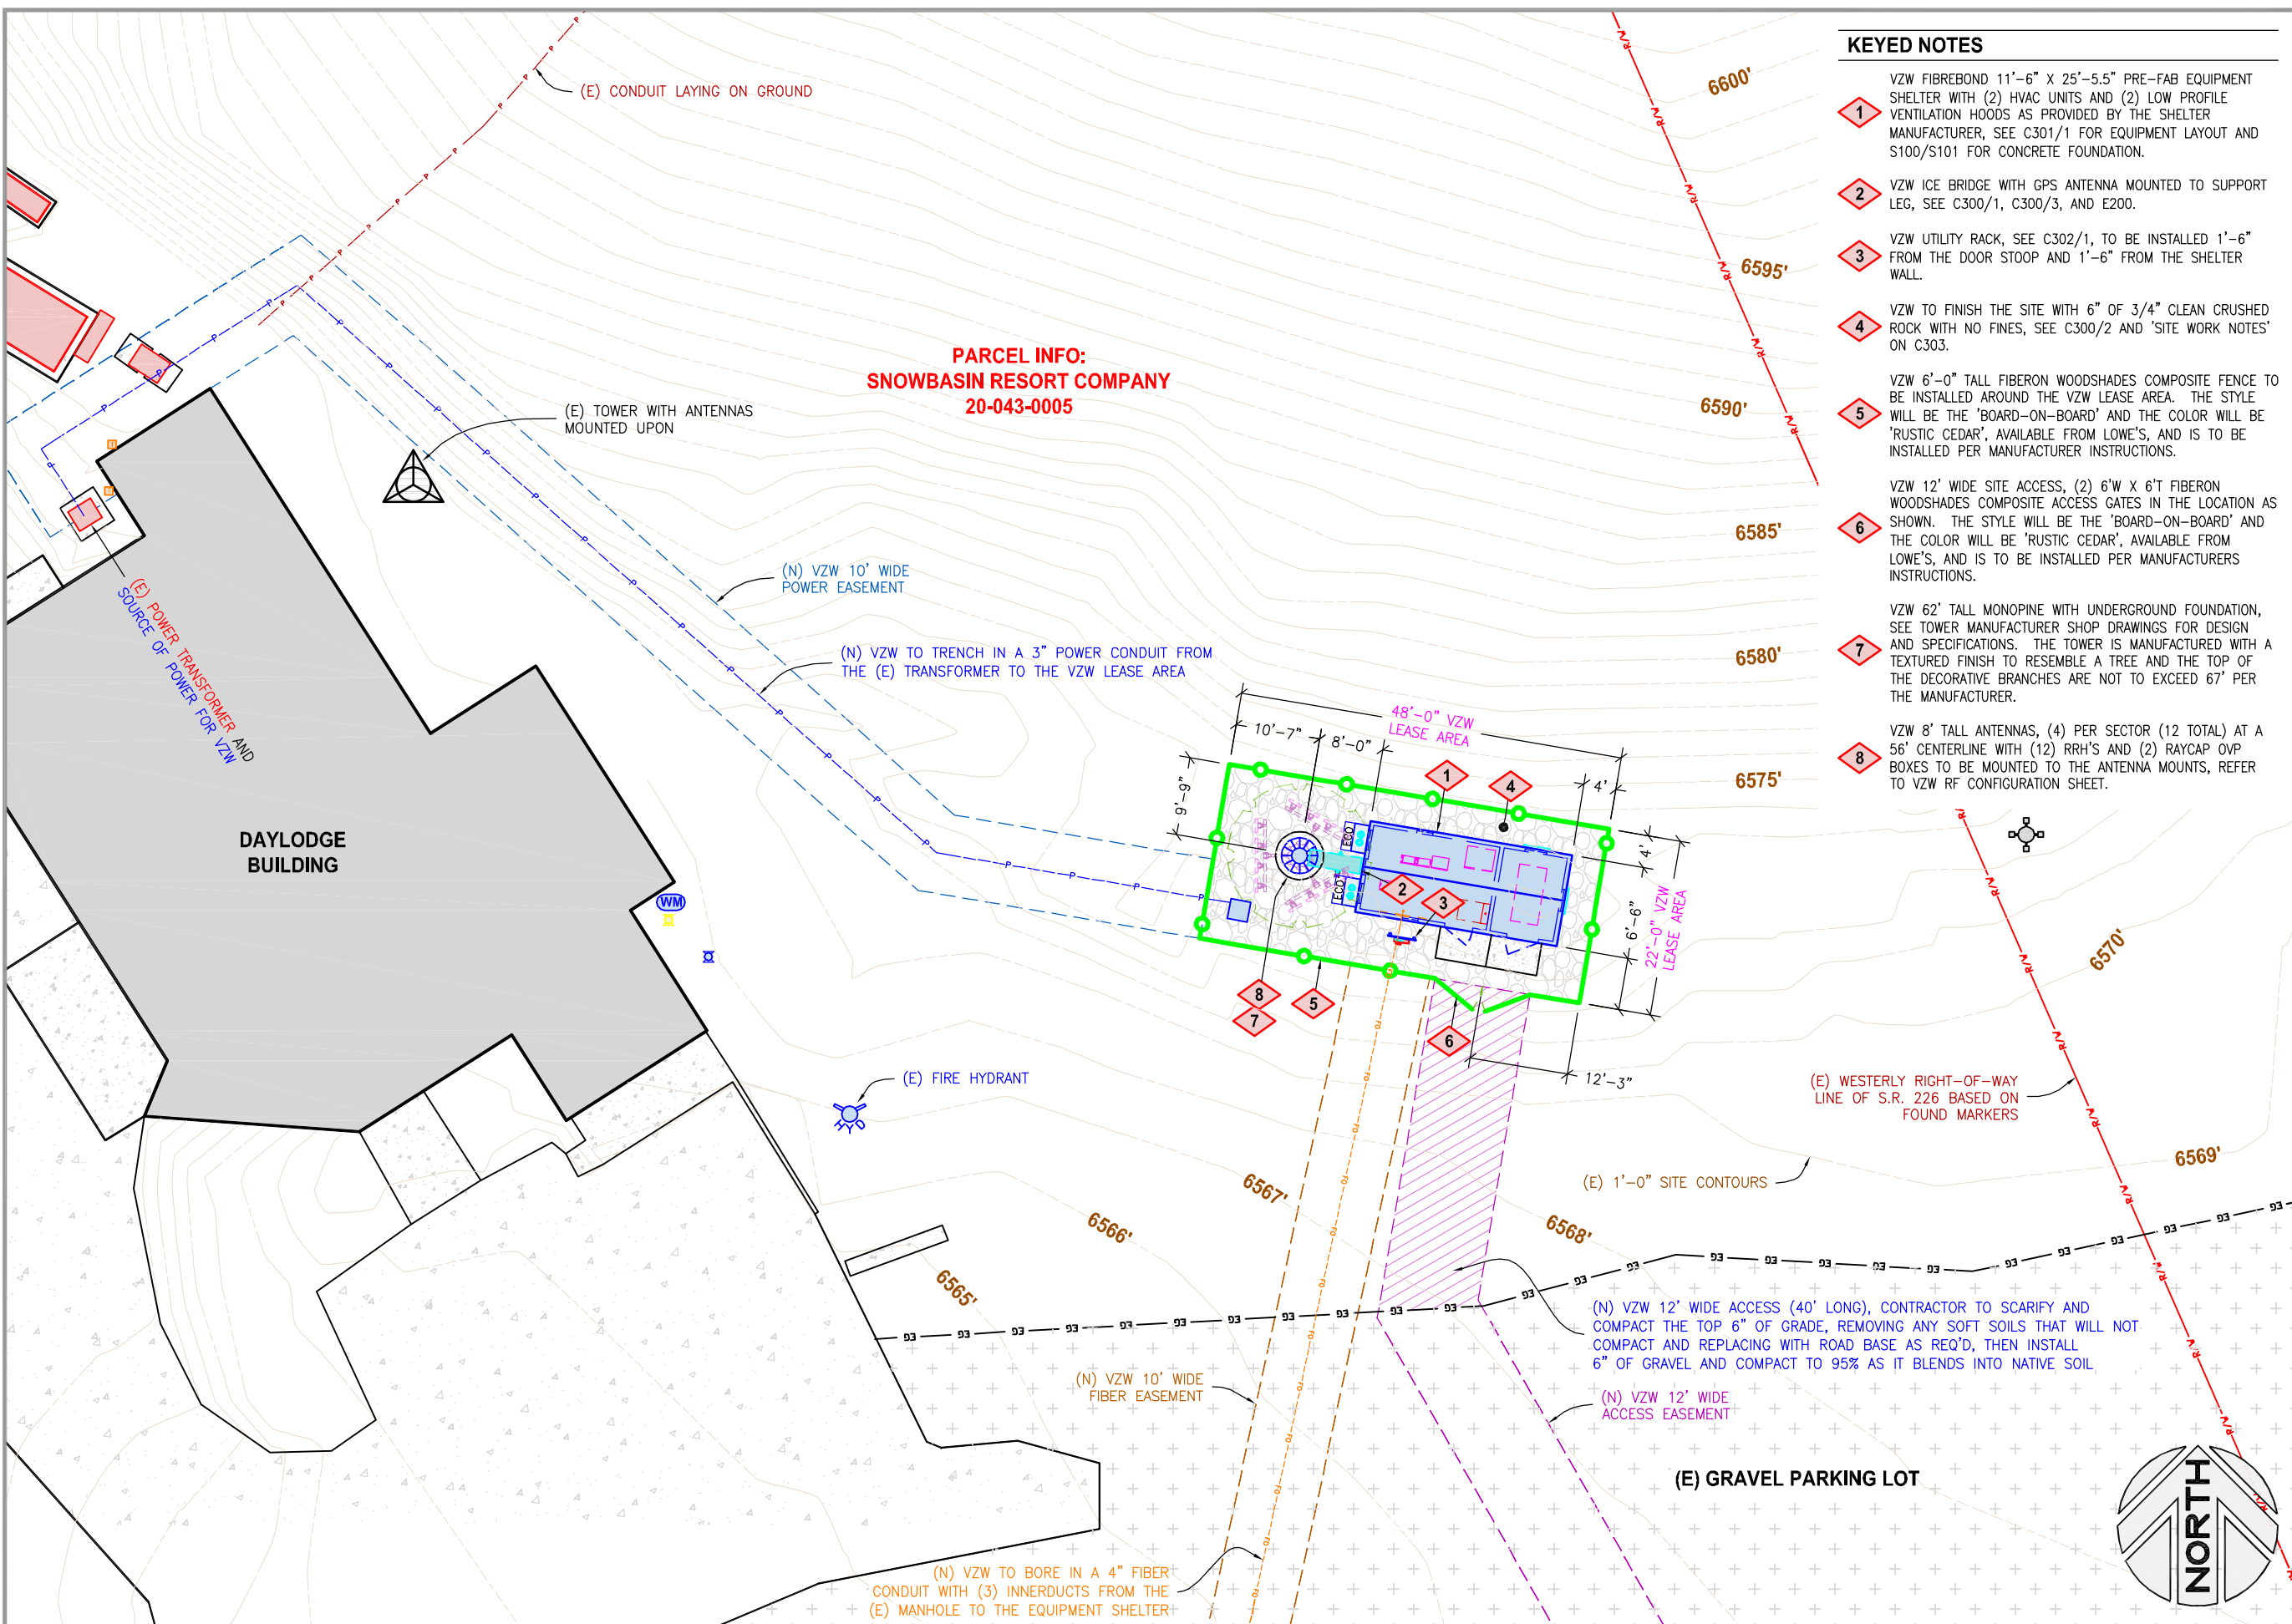 KEYED NOTES
1
VZW FIBREBOND 11'-6" X 25'-5.5" PRE-FAB EQUIPMENT
SHELTER WITH (2) HVAC UNITS AND (2) LOW PROFILE
VENTILATION HOODS AS PROVIDED BY THE SHELTER
MANUFACTURER, SEE C301/1 FOR EQUIPMENT LAYOUT AND
S100/S101 FOR CONCRETE FOUNDATION.
2
VZW ICE BRIDGE WITH GPS ANTENNA MOUNTED TO SUPPORT
LEG, SEE C300/1, C300/3, AND E200.
3
VZW UTILITY RACK, SEE C302/1, TO BE INSTALLED 1'-6"
FROM THE DOOR STOOP AND 1'-6" FROM THE SHELTER
WALL.
4
VZW TO FINISH THE SITE WITH 6" OF 3/4" CLEAN CRUSHED
ROCK WITH NO FINES, SEE C300/2 AND 'SITE WORK NOTES'
ON C303.
5
VZW 6'-0" TALL FIBERON WOODSHADES COMPOSITE FENCE TO
BE INSTALLED AROUND THE VZW LEASE AREA. THE STYLE
WILL BE THE 'BOARD-ON-BOARD' AND THE COLOR WILL BE
'RUSTIC CEDAR', AVAILABLE FROM LOWE'S, AND IS TO BE
INSTALLED PER MANUFACTURER INSTRUCTIONS.
6
VZW 12' WIDE SITE ACCESS, (2) 6'W X 6'T FIBERON
WOODSHADES COMPOSITE ACCESS GATES IN THE LOCATION AS
SHOWN. THE STYLE WILL BE THE 'BOARD-ON-BOARD' AND
THE COLOR WILL BE 'RUSTIC CEDAR', AVAILABLE FROM
LOWE'S, AND IS TO BE INSTALLED PER MANUFACTURERS
INSTRUCTIONS.
7
VZW 62' TALL MONOPINE WITH UNDERGROUND FOUNDATION,
SEE TOWER MANUFACTURER SHOP DRAWINGS FOR DESIGN
AND SPECIFICATIONS. THE TOWER IS MANUFACTURED WITH A
TEXTURED FINISH TO RESEMBLE A TREE AND THE TOP OF
THE DECORATIVE BRANCHES ARE NOT TO EXCEED 67' PER
THE MANUFACTURER.
8
VZW 8' TALL ANTENNAS, (4) PER SECTOR (12 TOTAL) AT A
56' CENTERLINE WITH (12) RRH'S AND (2) RAYCAP OVP
BOXES TO BE MOUNTED TO THE ANTENNA MOUNTS, REFER
TO VZW RF CONFIGURATION SHEET.
(E) CONDUIT LAYING ON GROUND
6600'
6595'
6590'
6585'
6580'
6575'
6570'
6569'
6568'
6567'
6566'
6565'
PARCEL INFO:
SNOWBASIN RESORT COMPANY
20-043-0005
(E) TOWER WITH ANTENNAS
MOUNTED UPON
(N) VZW 10' WIDE
POWER EASEMENT
(E) POWER TRANSFORMER AND
SOURCE OF POWER FOR VZW
(N) VZW TO TRENCH IN A 3" POWER CONDUIT FROM
THE (E) TRANSFORMER TO THE VZW LEASE AREA
48'-0" VZW
LEASE AREA
10'-7"
8'-0"
4'
9'-9"
4'
6'-6"
22'-0" VZW
LEASE AREA
12'-3"
ECO
ECO
1
4
2
3
8
7
5
6
DAYLODGE
BUILDING
WM
(E) FIRE HYDRANT
HY
(E) WESTERLY RIGHT-OF-WAY
LINE OF S.R. 226 BASED ON
FOUND MARKERS
(E) 1'-0" SITE CONTOURS
(N) VZW 12' WIDE ACCESS (40' LONG), CONTRACTOR TO SCARIFY AND
COMPACT THE TOP 6" OF GRADE, REMOVING ANY SOFT SOILS THAT WILL NOT
COMPACT AND REPLACING WITH ROAD BASE AS REQ'D, THEN INSTALL
6" OF GRAVEL AND COMPACT TO 95% AS IT BLENDS INTO NATIVE SOIL
(N) VZW 10' WIDE
FIBER EASEMENT
(N) VZW 12' WIDE
ACCESS EASEMENT
(E) GRAVEL PARKING LOT
(N) VZW TO BORE IN A 4" FIBER
CONDUIT WITH (3) INNERDUCTS FROM THE
(E) MANHOLE TO THE EQUIPMENT SHELTER
NORTH